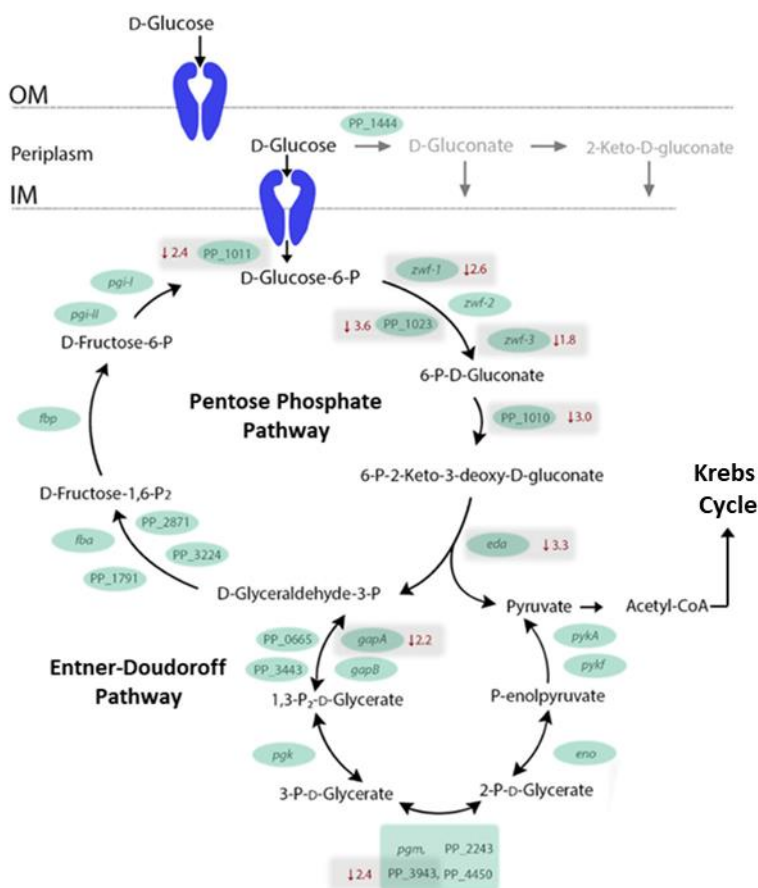 D-Glucose
OM
PP_1444
Periplasm
D-Glucose
D-Gluconate
2-Keto-D-gluconate
IM
↓2.4 PP_1011
zwf-1 ↓2.6
pgi-I
D-Glucose-6-P
zwf-2
pgi-II
↓3.6 PP_1023
zwf-3 ↓1.8
D-Fructose-6-P
6-P-D-Gluconate
Pentose Phosphate
Pathway
fbp
PP_1010 ↓3.0
6-P-2-Keto-3-deoxy-D-gluconate
Krebs
Cycle
D-Fructose-1,6-P2
PP_2871
fba
eda ↓3.3
PP_3224
PP_1791
D-Glyceraldehyde-3-P
Pyruvate
Acetyl-CoA
PP_0665
gapA ↓2.2
pykA
Entner-Doudoroff
Pathway
PP_3443
gapB
pykf
1,3-P₂-D-Glycerate
P-enolpyruvate
pgk
eno
3-P-D-Glycerate
2-P-D-Glycerate
pgm, PP_2243
↓2.4 PP_3943, PP_4450